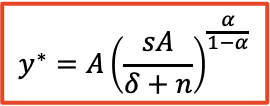 y* = A (sA / (δ + n))^(α / (1−α))